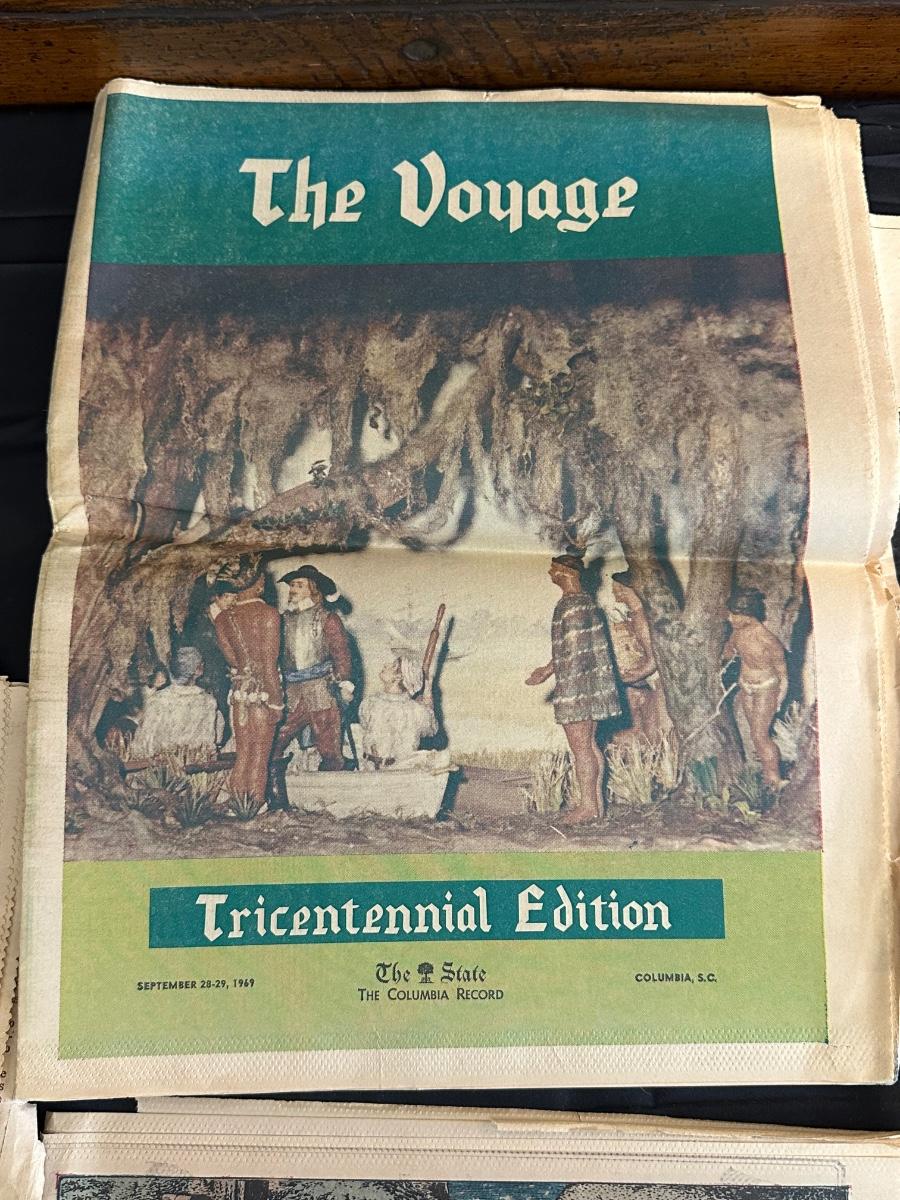 The Voyage
Tricentennial Edition
SEPTEMBER 28-29, 1969
The State
THE COLUMBIA RECORD
COLUMBIA, S.C.